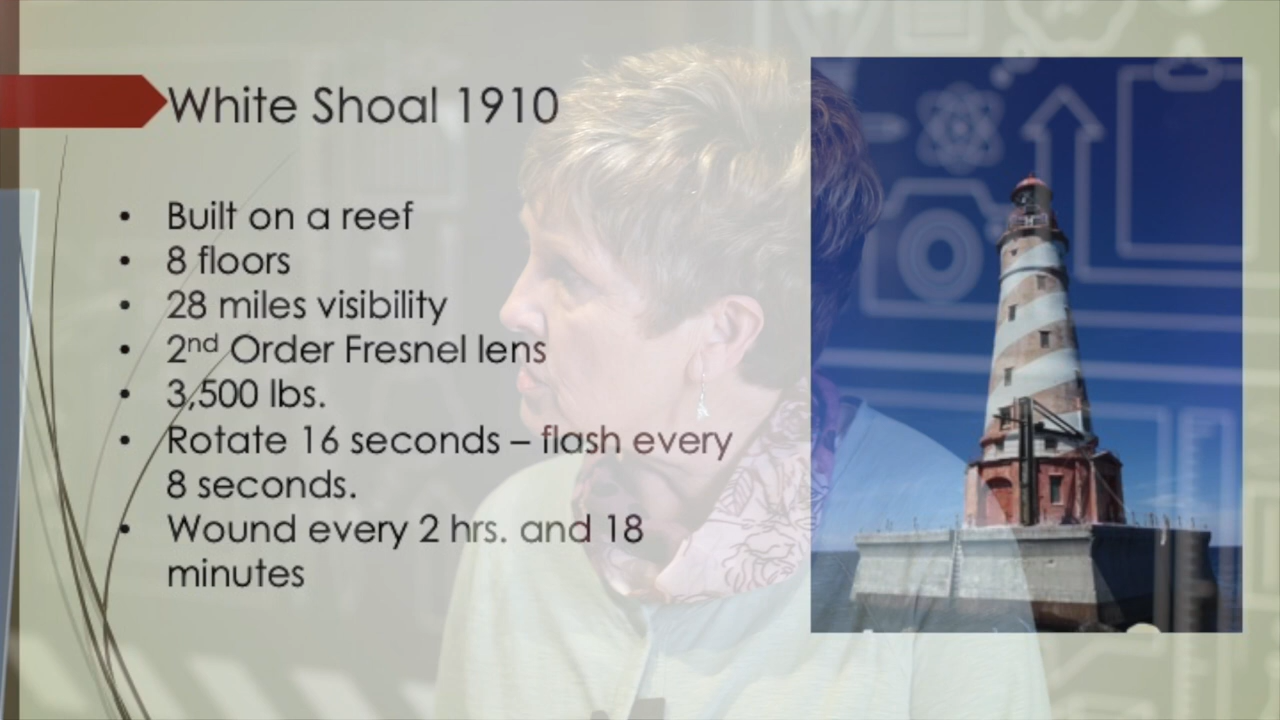 White Shoal 1910
• Built on a reef
• 8 floors
• 28 miles visibility
• 2nd Order Fresnel lens
• 3,500 lbs.
• Rotate 16 seconds – flash every
8 seconds.
• Wound every 2 hrs. and 18
minutes